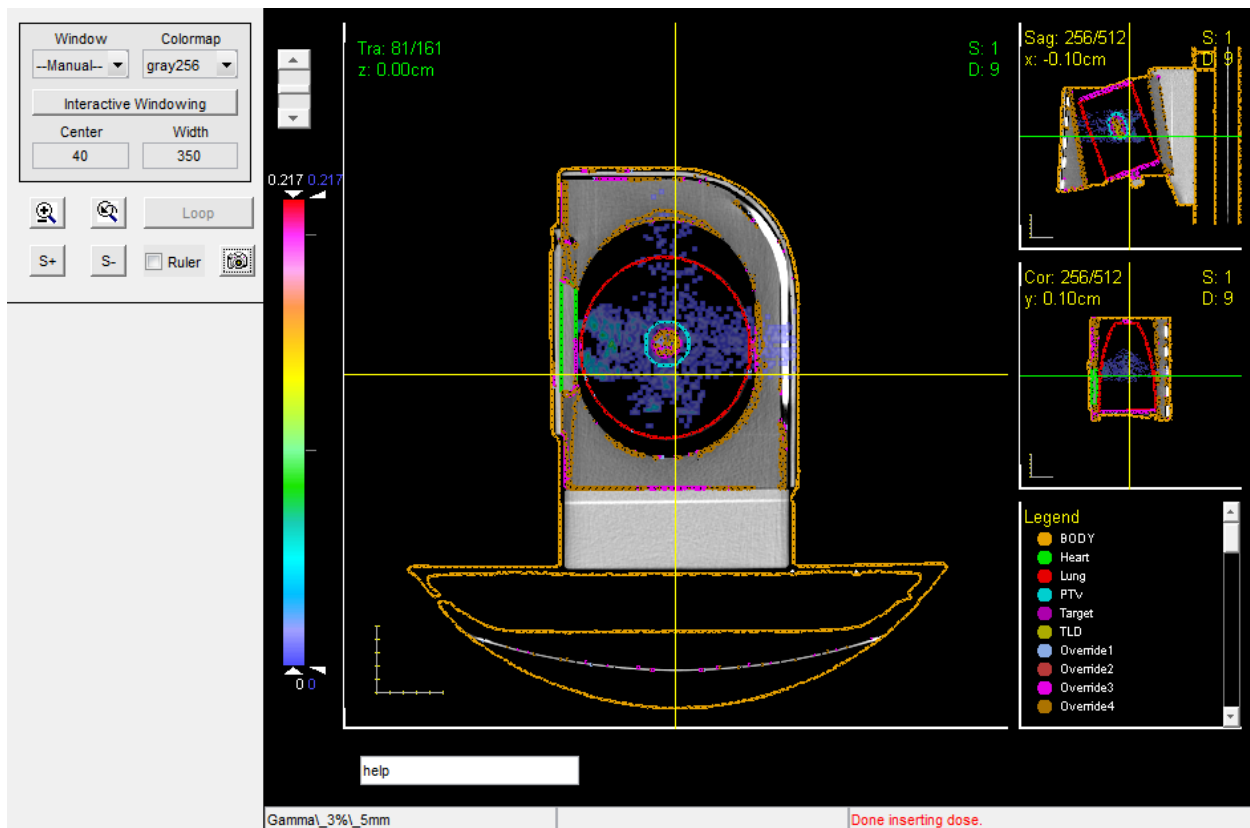 Window Colormap
--Manual-- gray256
Interactive Windowing
Center Width
40 350
Loop
S+ S- Ruler
0.217 0.217
0 0
Tra: 81/161
z: 0.00cm
S: 1
D: 9
Sag: 256/512 S: 1
x: -0.10cm D: 9
Cor: 256/512 S: 1
y: 0.10cm D: 9
Legend
BODY
Heart
Lung
PTv
Target
TLD
Override1
Override2
Override3
Override4
help
Gamma\_3%\_5mm
Done inserting dose.